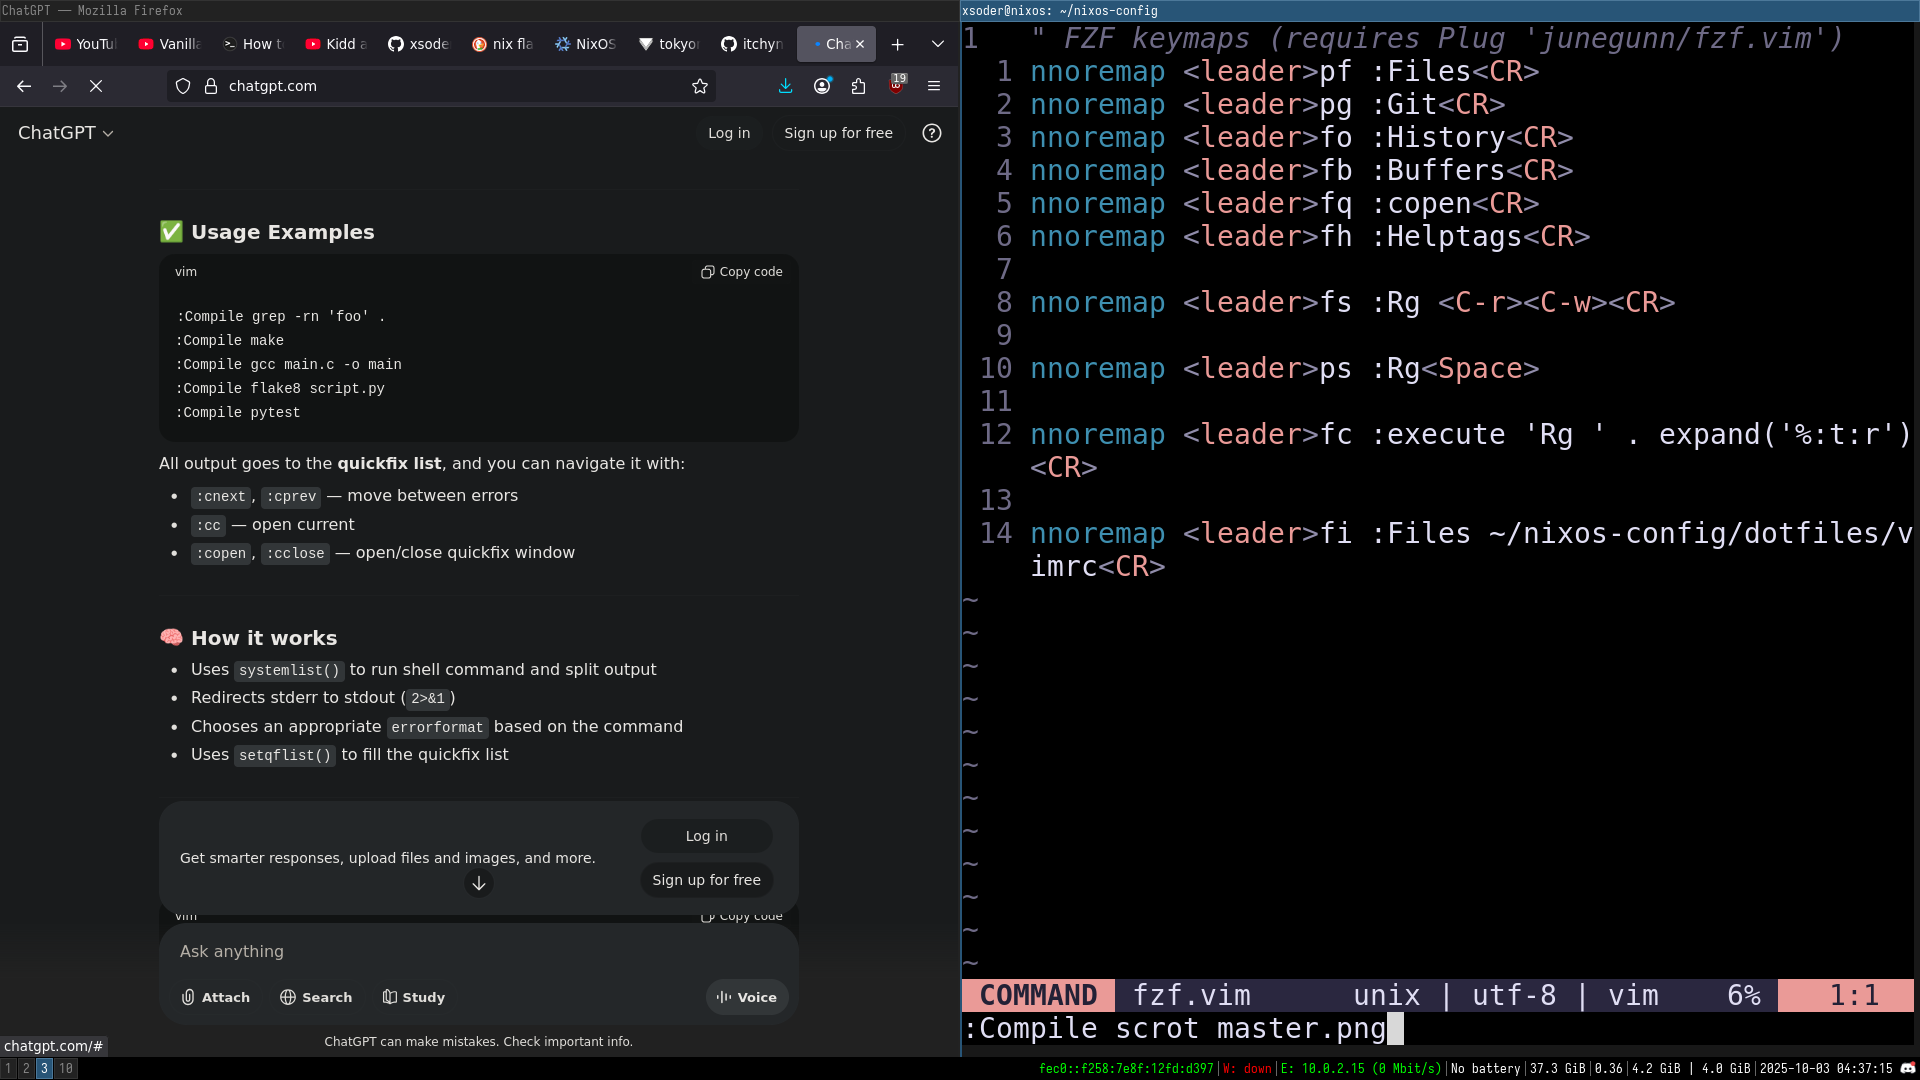 ChatGPT — Mozilla Firefox
YouTu
Vanilla
How t
Kidd a
xsode
nix fla
NixOS
tokyor
itchyn
Cha
chatgpt.com
19
ChatGPT
Log in
Sign up for free
?
✅ Usage Examples
vim
Copy code
:Compile grep -rn 'foo' .
:Compile make
:Compile gcc main.c -o main
:Compile flake8 script.py
:Compile pytest
All output goes to the quickfix list, and you can navigate it with:
• :cnext, :cprev — move between errors
• :cc — open current
• :copen, :cclose — open/close quickfix window
🧠 How it works
• Uses systemlist() to run shell command and split output
• Redirects stderr to stdout (2>&1)
• Chooses an appropriate errorformat based on the command
• Uses setqflist() to fill the quickfix list
Get smarter responses, upload files and images, and more.
Log in
Sign up for free
vim
Copy code
Ask anything
Attach
Search
Study
Voice
ChatGPT can make mistakes. Check important info.
chatgpt.com/#
xsoder@nixos: ~/nixos-config
1 " FZF keymaps (requires Plug 'junegunn/fzf.vim')
1 nnoremap <leader>pf :Files<CR>
2 nnoremap <leader>pg :Git<CR>
3 nnoremap <leader>fo :History<CR>
4 nnoremap <leader>fb :Buffers<CR>
5 nnoremap <leader>fq :copen<CR>
6 nnoremap <leader>fh :Helptags<CR>
7
8 nnoremap <leader>fs :Rg <C-r><C-w><CR>
9
10 nnoremap <leader>ps :Rg<Space>
11
12 nnoremap <leader>fc :execute 'Rg ' . expand('%:t:r')
<CR>
13
14 nnoremap <leader>fi :Files ~/nixos-config/dotfiles/v
imrc<CR>
~
~
~
~
~
~
~
~
~
~
~
~
COMMAND fzf.vim unix | utf-8 | vim 6% 1:1
:Compile scrot master.png
1 2 3 10
fec0::f258:7e8f:12fd:d397|W: down|E: 10.0.2.15 (0 Mbit/s)|No battery|37.3 GiB|0.36|4.2 GiB | 4.0 GiB|2025-10-03 04:37:15